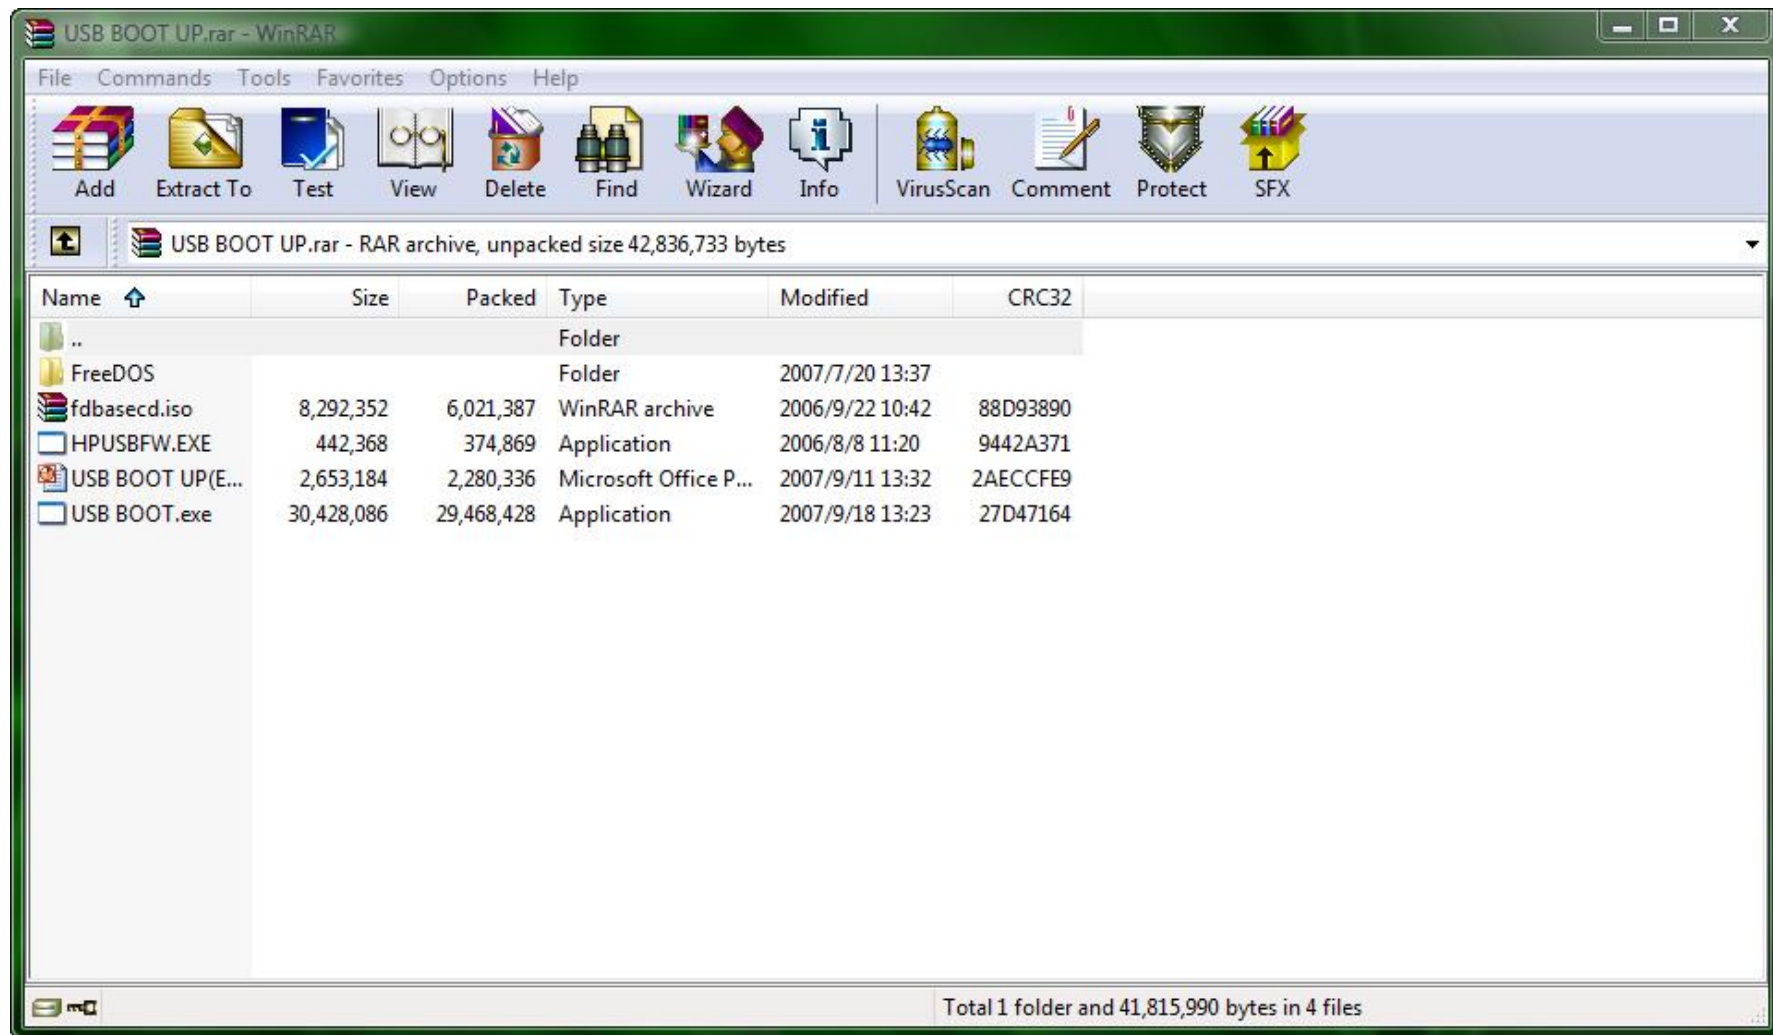 USB BOOT UP.rar - WinRAR
File Commands Tools Favorites Options Help
Add Extract To Test View Delete Find Wizard Info VirusScan Comment Protect SFX
USB BOOT UP.rar - RAR archive, unpacked size 42,836,733 bytes
Name Size Packed Type Modified CRC32
.. Folder
FreeDOS Folder 2007/7/20 13:37
fdbasecd.iso 8,292,352 6,021,387 WinRAR archive 2006/9/22 10:42 88D93890
HPUSBFW.EXE 442,368 374,869 Application 2006/8/8 11:20 9442A371
USB BOOT UP(E... 2,653,184 2,280,336 Microsoft Office P... 2007/9/11 13:32 2AECCFE9
USB BOOT.exe 30,428,086 29,468,428 Application 2007/9/18 13:23 27D47164
Total 1 folder and 41,815,990 bytes in 4 files